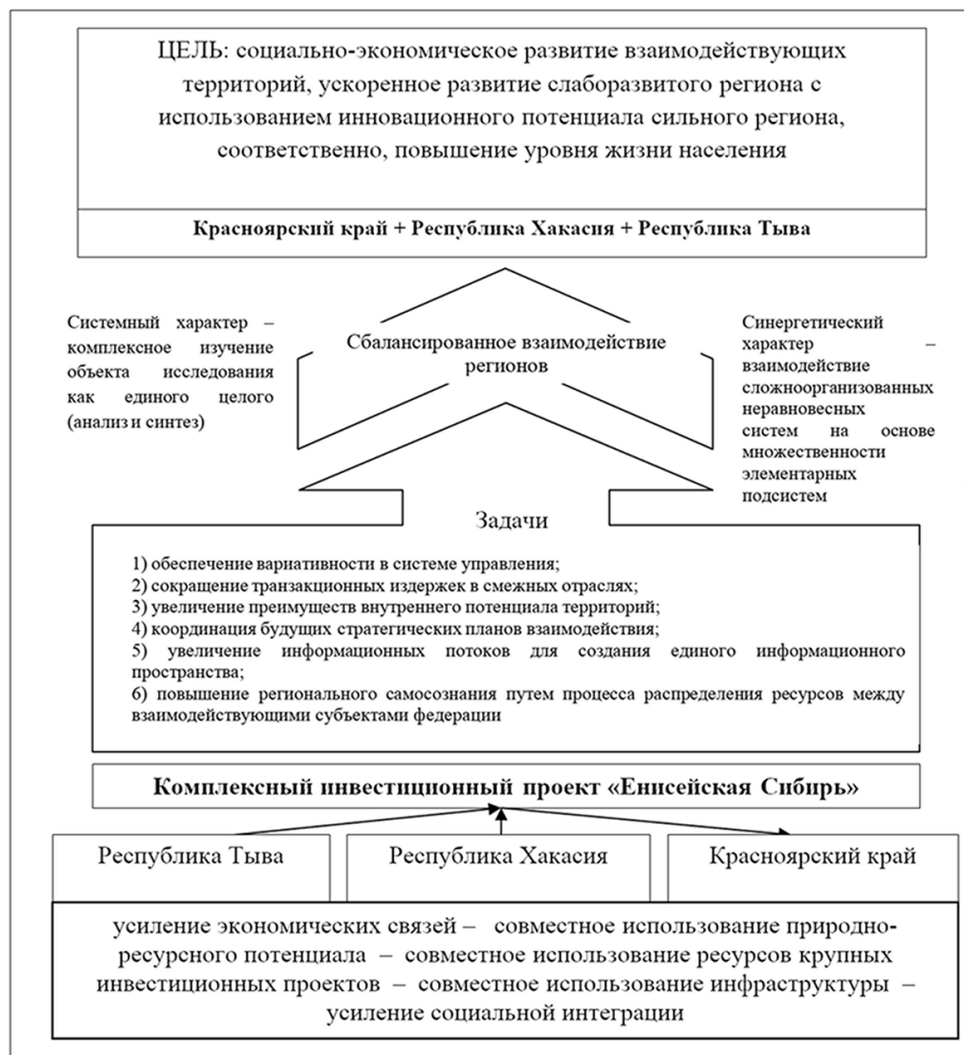 ЦЕЛЬ: социально-экономическое развитие взаимодействующих
территорий, ускоренное развитие слаборазвитого региона с
использованием инновационного потенциала сильного региона,
соответственно, повышение уровня жизни населения
Красноярский край + Республика Хакасия + Республика Тыва
Системный характер –
комплексное изучение
объекта исследования
как единого целого
(анализ и синтез)
Сбалансированное взаимодействие
регионов
Синергетический
характер –
взаимодействие
сложноорганизованных
неравновесных
систем на основе
множественности
элементарных
подсистем
Задачи
1) обеспечение вариативности в системе управления;
2) сокращение транзакционных издержек в смежных отраслях;
3) увеличение преимуществ внутреннего потенциала территорий;
4) координация будущих стратегических планов взаимодействия;
5) увеличение информационных потоков для создания единого информационного
пространства;
6) повышение регионального самосознания путем процесса распределения ресурсов между
взаимодействующими субъектами федерации
Комплексный инвестиционный проект «Енисейская Сибирь»
Республика Тыва
Республика Хакасия
Красноярский край
усиление экономических связей – совместное использование природно-
ресурсного потенциала – совместное использование ресурсов крупных
инвестиционных проектов – совместное использование инфраструктуры –
усиление социальной интеграции